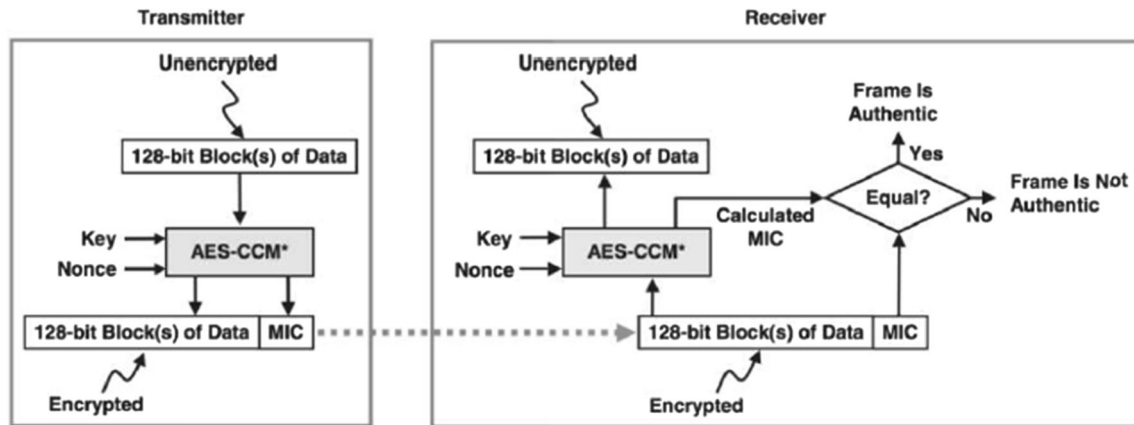 Transmitter
Unencrypted
128-bit Block(s) of Data
Key
Nonce
AES-CCM*
128-bit Block(s) of Data
MIC
Encrypted
Receiver
Unencrypted
128-bit Block(s) of Data
Key
Nonce
AES-CCM*
Calculated
MIC
Frame Is
Authentic
Yes
Equal?
No
Frame Is Not
Authentic
128-bit Block(s) of Data
MIC
Encrypted